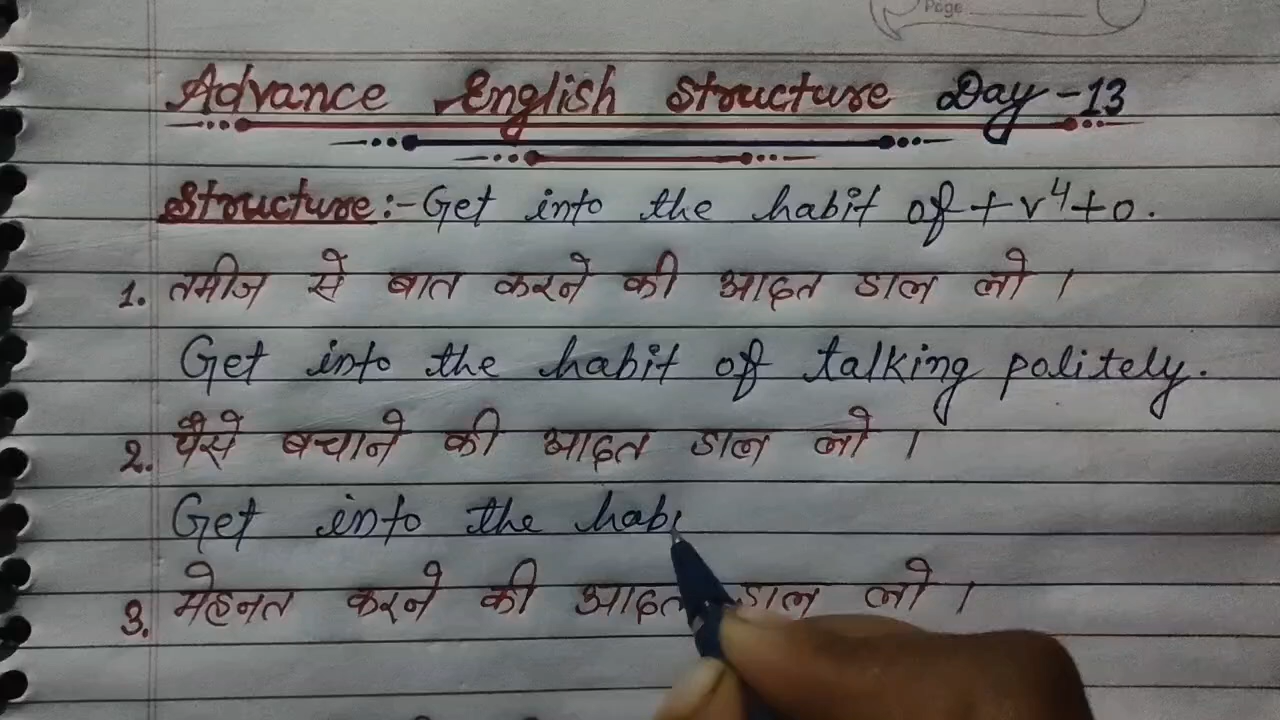 Page
Advance English Structure Day-13
Structure:- Get into the habit of + v⁴ + o.
1. तमीज से बात करने की आदत डाल लो ।
Get into the habit of talking politely.
2. पैसे बचाने की आदत डाल लो ।
Get into the habi
3. मेहनत करने की आदत डाल लो ।